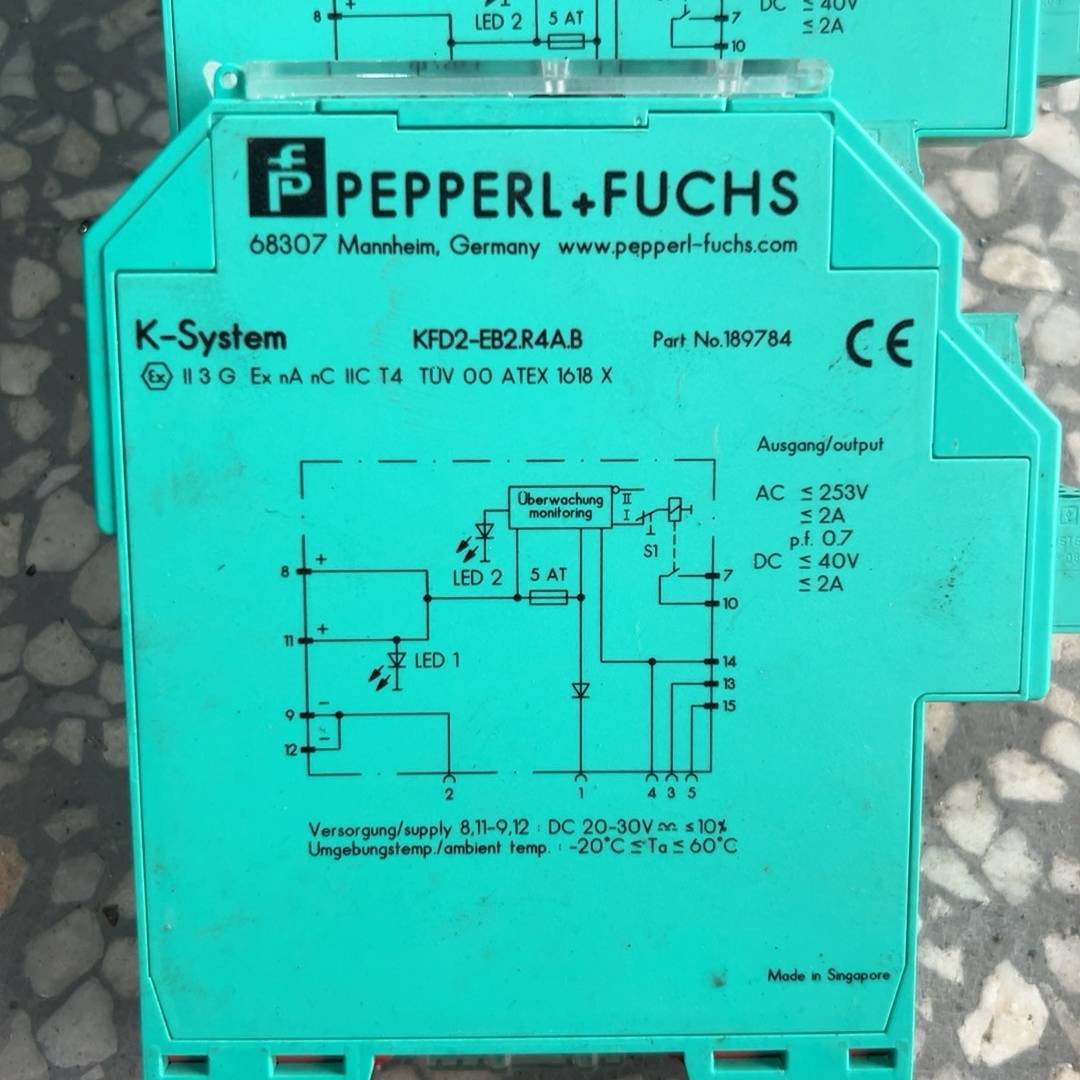 8 + LED 2 5 AT 7 DC ≤ 40V
≤ 2A
10
PEPPERL+FUCHS
68307 Mannheim, Germany www.pepperl-fuchs.com
K-System KFD2-EB2.R4A.B Part No.189784 CE
Ex II 3 G Ex nA nC IIC T4 TÜV 00 ATEX 1618 X
Ausgang/output
AC ≤ 253V
≤ 2A
p.f. 0.7
DC ≤ 40V
≤ 2A
Überwachung II
monitoring I
S1
8 + LED 2 5 AT 7
10
11 + LED 1 14
13
15
9 −
12 −
2 1 4 3 5
Versorgung/supply 8,11-9,12 : DC 20-30V ≤10%
Umgebungstemp./ambient temp. : -20°C ≤Ta≤ 60°C
Made in Singapore